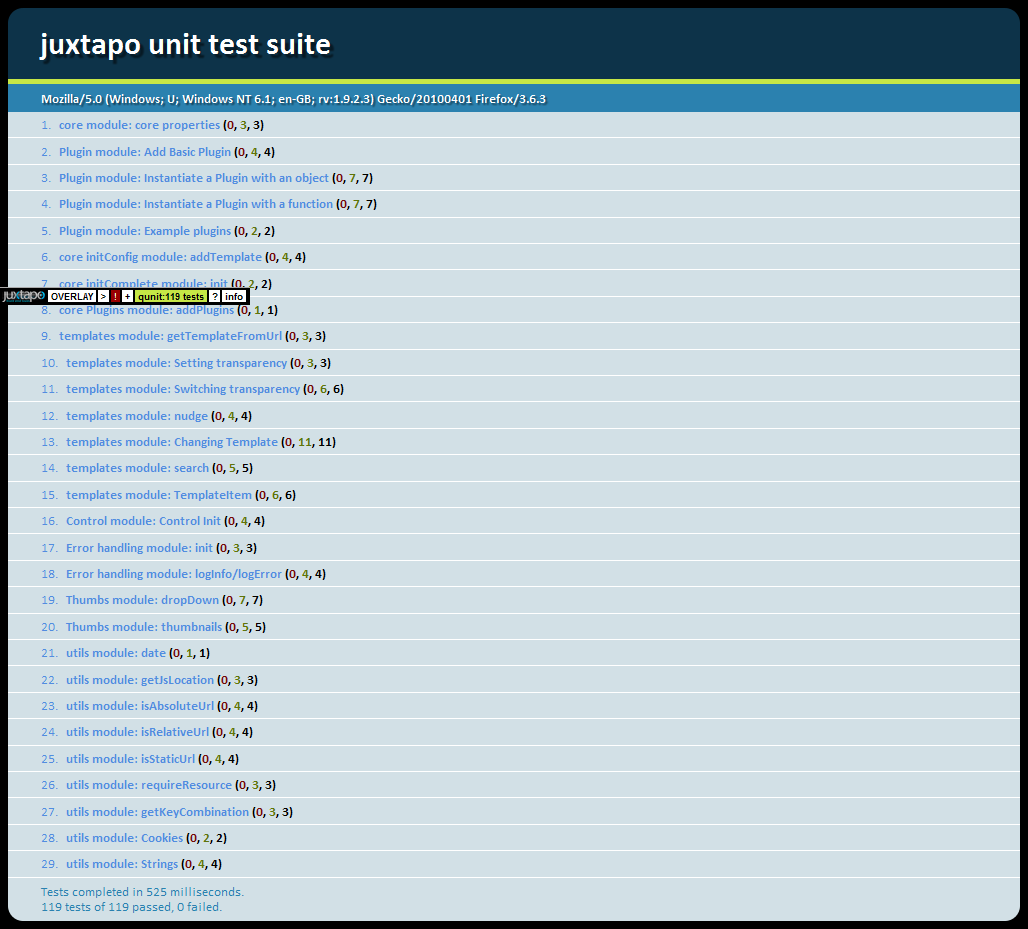 juxtapo unit test suite
Mozilla/5.0 (Windows; U; Windows NT 6.1; en-GB; rv:1.9.2.3) Gecko/20100401 Firefox/3.6.3
1. core module: core properties (0, 3, 3)
2. Plugin module: Add Basic Plugin (0, 4, 4)
3. Plugin module: Instantiate a Plugin with an object (0, 7, 7)
4. Plugin module: Instantiate a Plugin with a function (0, 7, 7)
5. Plugin module: Example plugins (0, 2, 2)
6. core initConfig module: addTemplate (0, 4, 4)
7. core initComplete module: init (0, 2, 2)
juxtapo OVERLAY > ! + qunit:119 tests ? info
8. core Plugins module: addPlugins (0, 1, 1)
9. templates module: getTemplateFromUrl (0, 3, 3)
10. templates module: Setting transparency (0, 3, 3)
11. templates module: Switching transparency (0, 6, 6)
12. templates module: nudge (0, 4, 4)
13. templates module: Changing Template (0, 11, 11)
14. templates module: search (0, 5, 5)
15. templates module: TemplateItem (0, 6, 6)
16. Control module: Control Init (0, 4, 4)
17. Error handling module: init (0, 3, 3)
18. Error handling module: logInfo/logError (0, 4, 4)
19. Thumbs module: dropDown (0, 7, 7)
20. Thumbs module: thumbnails (0, 5, 5)
21. utils module: date (0, 1, 1)
22. utils module: getJsLocation (0, 3, 3)
23. utils module: isAbsoluteUrl (0, 4, 4)
24. utils module: isRelativeUrl (0, 4, 4)
25. utils module: isStaticUrl (0, 4, 4)
26. utils module: requireResource (0, 3, 3)
27. utils module: getKeyCombination (0, 3, 3)
28. utils module: Cookies (0, 2, 2)
29. utils module: Strings (0, 4, 4)
Tests completed in 525 milliseconds.
119 tests of 119 passed, 0 failed.